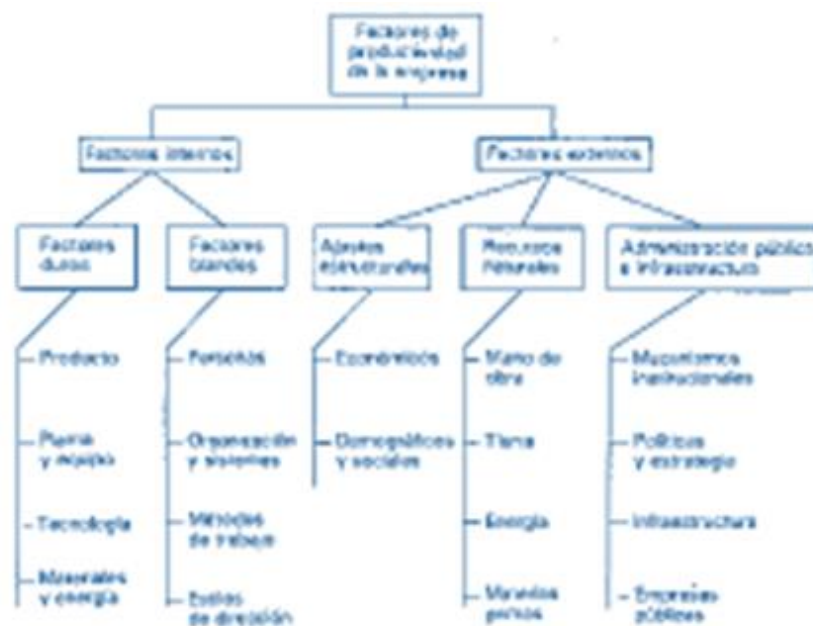 Factores de
productividad
de la empresa
Factores internos
Factores externos
Factores
duros
Factores
blandos
Ajustes
estructurales
Recursos
naturales
Administración pública
e infraestructura
Producto
Planta
y equipo
Tecnología
Materiales
y energía
Personas
Organización
y sistemas
Métodos
de trabajo
Estilos
de dirección
Económicos
Demográficos
y sociales
Mano de
obra
Tierra
Energía
Materias
primas
Mecanismos
institucionales
Políticas
y estrategia
Infraestructura
Empresas
públicas